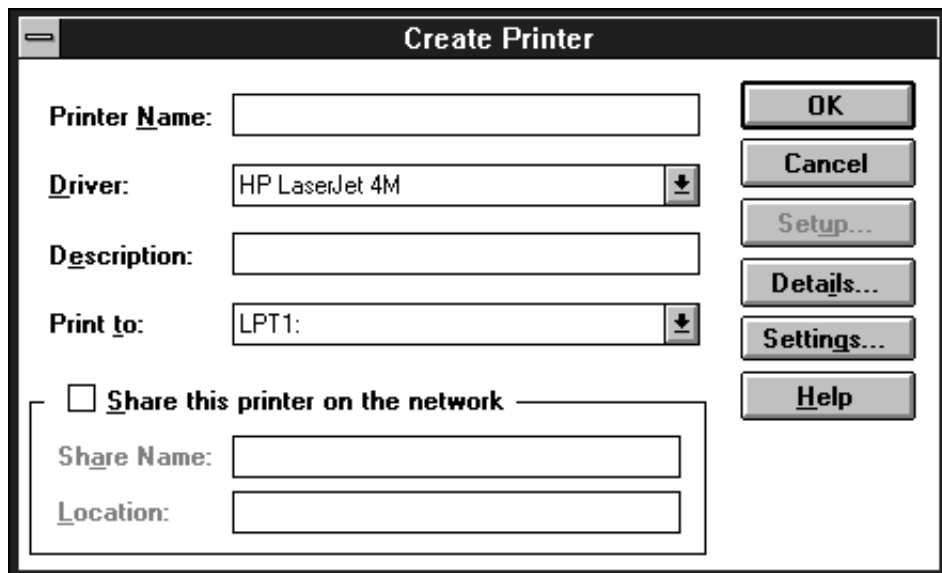 Create Printer
Printer Name:
OK
Driver: HP LaserJet 4M
Cancel
Setup...
Description:
Details...
Print to: LPT1:
Settings...
Share this printer on the network
Help
Share Name:
Location: